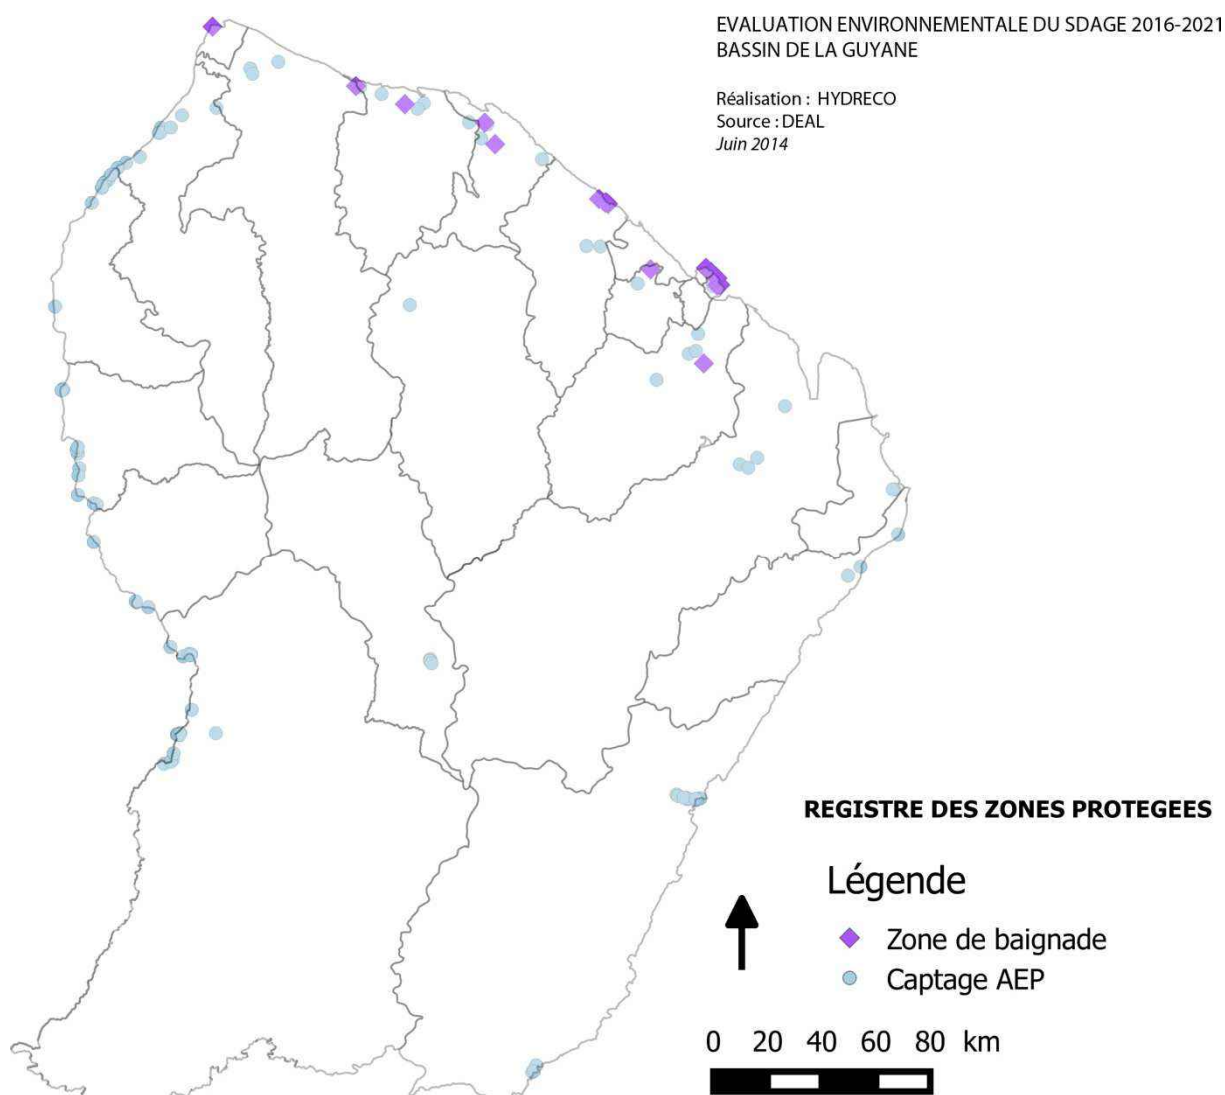 EVALUATION ENVIRONNEMENTALE DU SDAGE 2016-2021
BASSIN DE LA GUYANE
Réalisation : HYDRECO
Source : DEAL
Juin 2014
REGISTRE DES ZONES PROTEGEES
Légende
Zone de baignade
Captage AEP
0 20 40 60 80 km